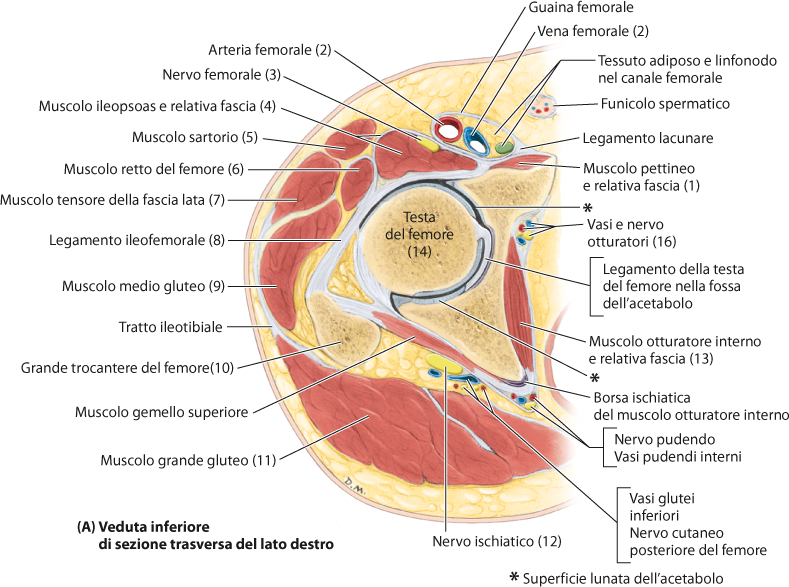 Guaina femorale
Vena femorale (2)
Tessuto adiposo e linfonodo
nel canale femorale
Funicolo spermatico
Legamento lacunare
Muscolo pettineo
e relativa fascia (1)
*
Vasi e nervo
otturatori (16)
Legamento della testa
del femore nella fossa
dell'acetabolo
Muscolo otturatore interno
e relativa fascia (13)
*
Borsa ischiatica
del muscolo otturatore interno
Nervo pudendo
Vasi pudendi interni
Vasi glutei
inferiori
Nervo cutaneo
posteriore del femore
* Superficie lunata dell'acetabolo
Arteria femorale (2)
Nervo femorale (3)
Muscolo ileopsoas e relativa fascia (4)
Muscolo sartorio (5)
Muscolo retto del femore (6)
Muscolo tensore della fascia lata (7)
Legamento ileofemorale (8)
Muscolo medio gluteo (9)
Tratto ileotibiale
Grande trocantere del femore(10)
Muscolo gemello superiore
Muscolo grande gluteo (11)
Testa
del femore
(14)
D.M.
Nervo ischiatico (12)
(A) Veduta inferiore
di sezione trasversa del lato destro